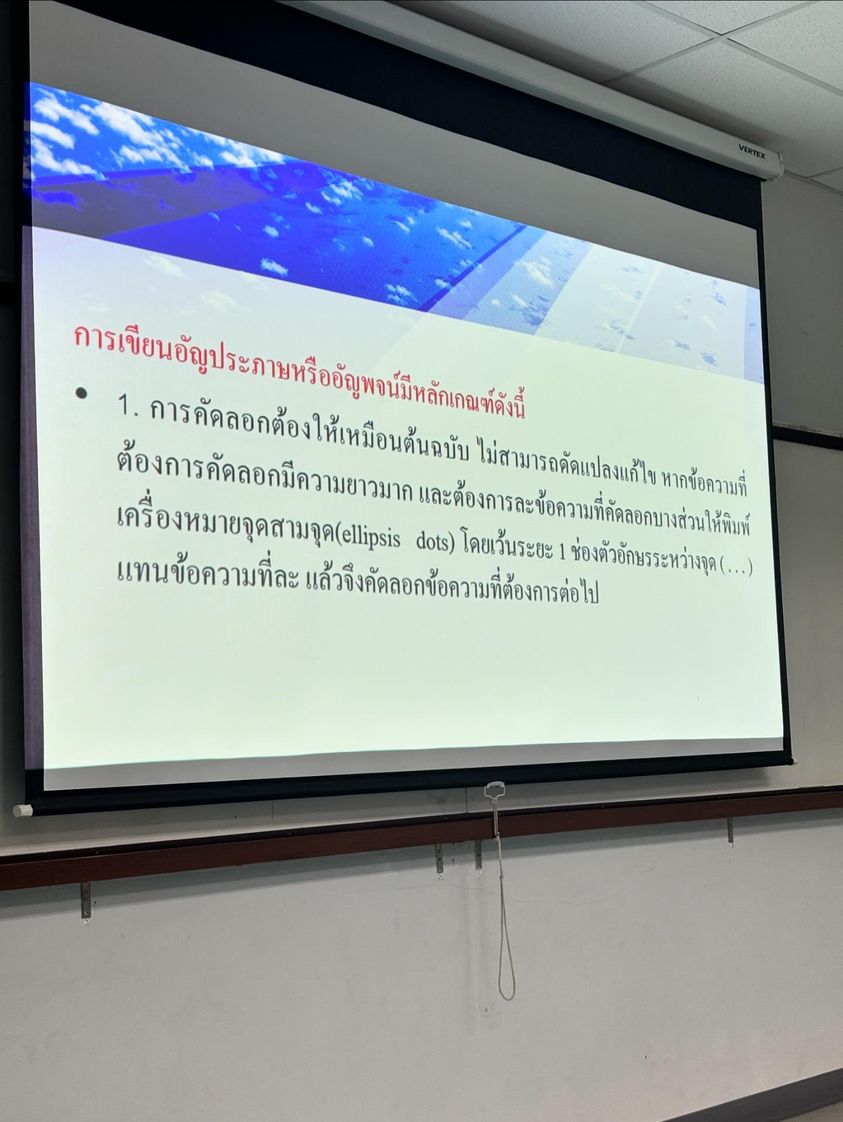 VERTEX
การเขียนอัญประภาษหรืออัญพจน์มีหลักเกณฑ์ดังนี้
• 1. การคัดลอกต้องให้เหมือนต้นฉบับ ไม่สามารถดัดแปลงแก้ไข หากข้อความที่
ต้องการคัดลอกมีความยาวมาก และต้องการละข้อความที่คัดลอกบางส่วนให้พิมพ์
เครื่องหมายจุดสามจุด(ellipsis dots) โดยเว้นระยะ 1 ช่องตัวอักษรระหว่างจุด (...)
แทนข้อความที่ละ แล้วจึงคัดลอกข้อความที่ต้องการต่อไป